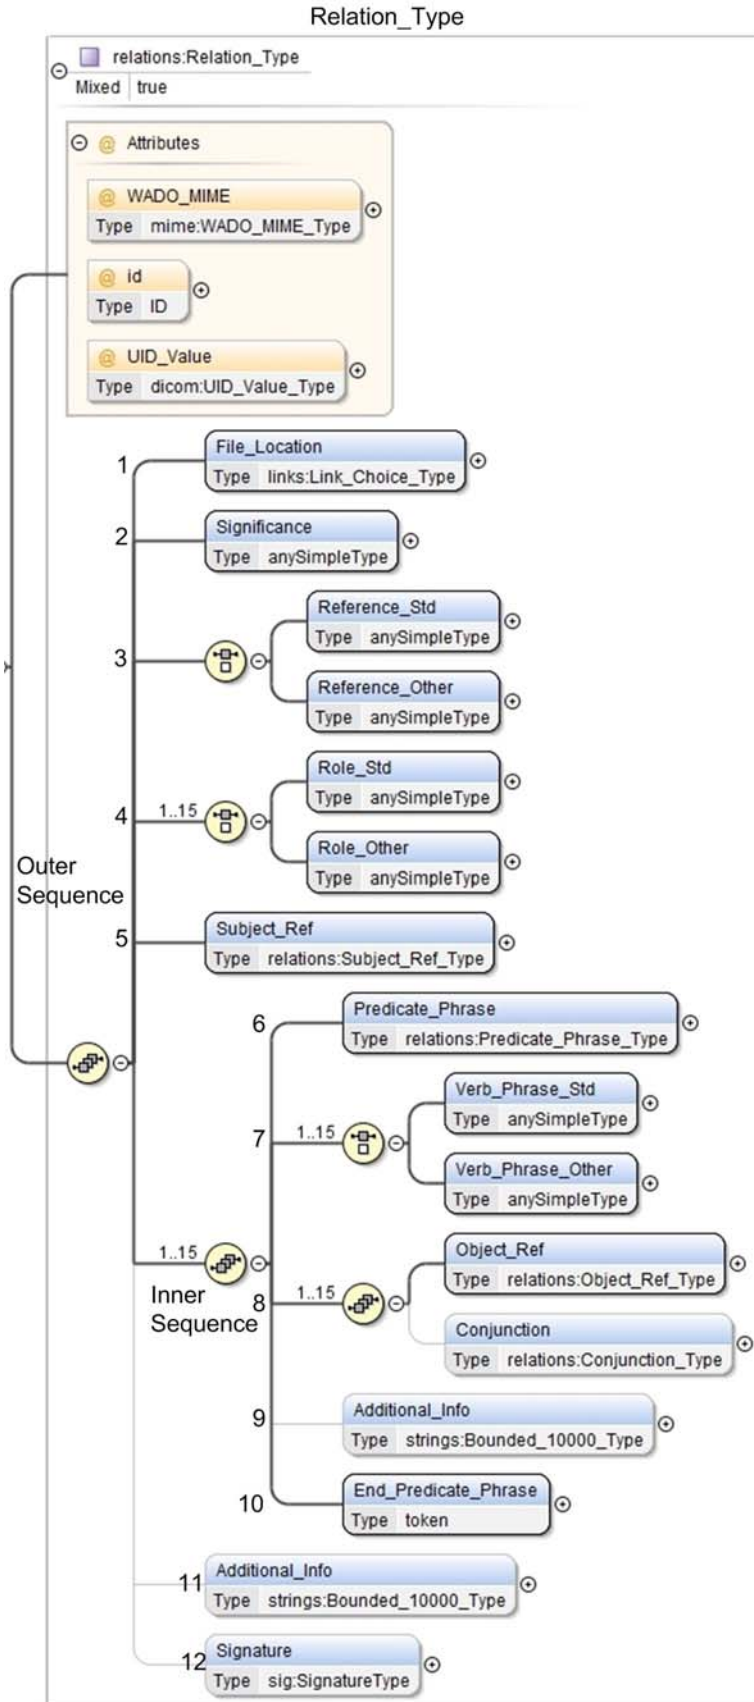 Relation_Type
relations:Relation_Type
Mixed true
@ Attributes
@ WADO_MIME
Type mime:WADO_MIME_Type
@ id
Type ID
@ UID_Value
Type dicom:UID_Value_Type
1
File_Location
Type links:Link_Choice_Type
2
Significance
Type anySimpleType
3
Reference_Std
Type anySimpleType
Reference_Other
Type anySimpleType
4
1..15
Role_Std
Type anySimpleType
Role_Other
Type anySimpleType
Outer
Sequence
5
Subject_Ref
Type relations:Subject_Ref_Type
6
Predicate_Phrase
Type relations:Predicate_Phrase_Type
7
1..15
Verb_Phrase_Std
Type anySimpleType
Verb_Phrase_Other
Type anySimpleType
1..15
Inner
Sequence
8
1..15
Object_Ref
Type relations:Object_Ref_Type
Conjunction
Type relations:Conjunction_Type
9
Additional_Info
Type strings:Bounded_10000_Type
10
End_Predicate_Phrase
Type token
11
Additional_Info
Type strings:Bounded_10000_Type
12
Signature
Type sig:SignatureType